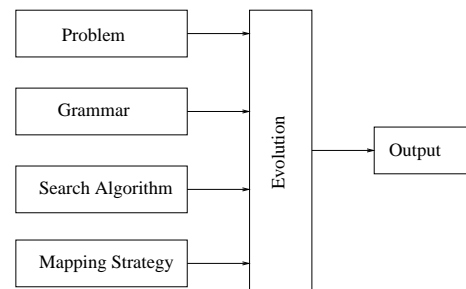 Problem
Grammar
Search Algorithm
Mapping Strategy
Evolution
Output